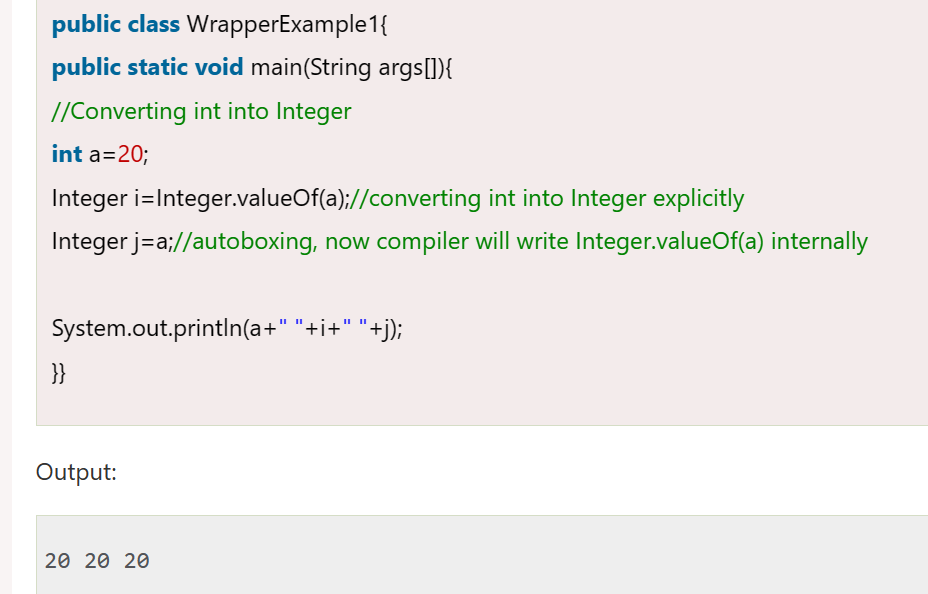 public class WrapperExample1{
public static void main(String args[]){
//Converting int into Integer
int a=20;
Integer i=Integer.valueOf(a);//converting int into Integer explicitly
Integer j=a;//autoboxing, now compiler will write Integer.valueOf(a) internally
System.out.println(a+" "+i+" "+j);
}}
Output:
20 20 20